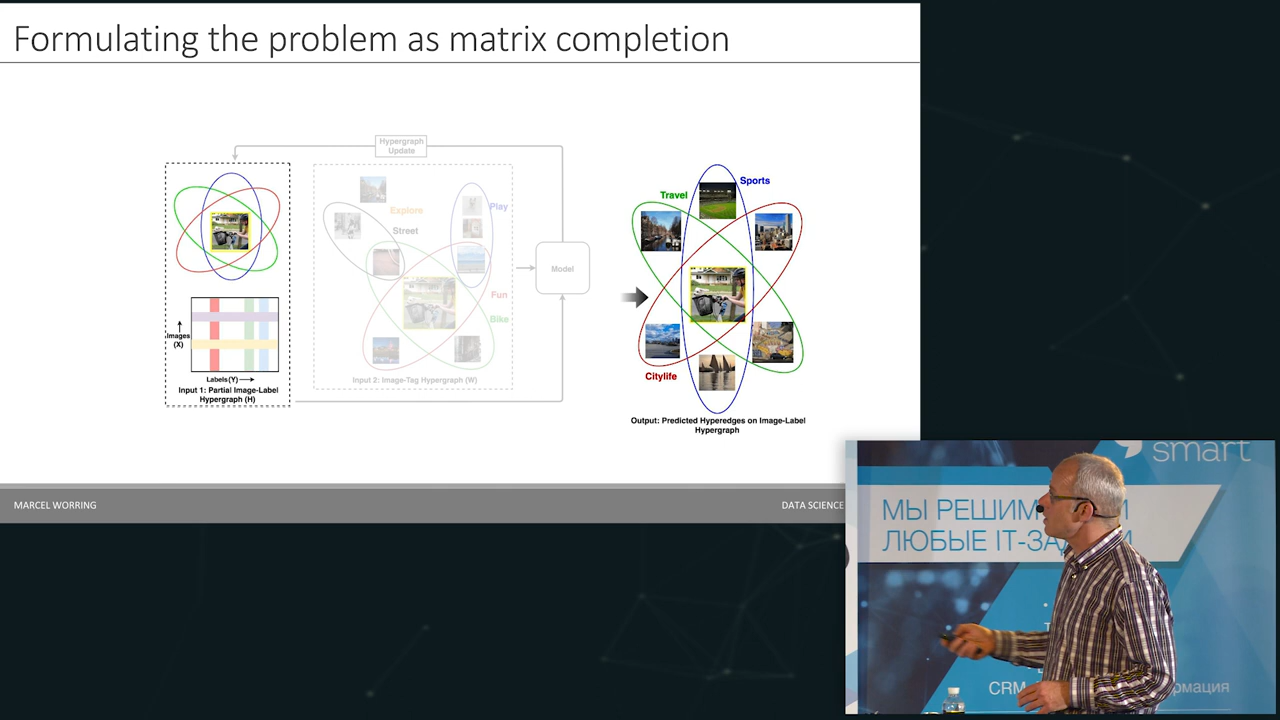 Formulating the problem as matrix completion
Hypergraph
Update
Sports
Travel
Explore
Play
Street
Model
Fun
Bike
Images
(X)
Labels(Y)
Input 1: Partial Image-Label
Hypergraph (H)
Input 2: Image-Tag Hypergraph (W)
Citylife
Output: Predicted Hyperedges on Image-Label
Hypergraph
MARCEL WORRING
DATA SCIENCE
smart
МЫ РЕШИМ
ЛЮБЫЕ IT-ЗА
CRM